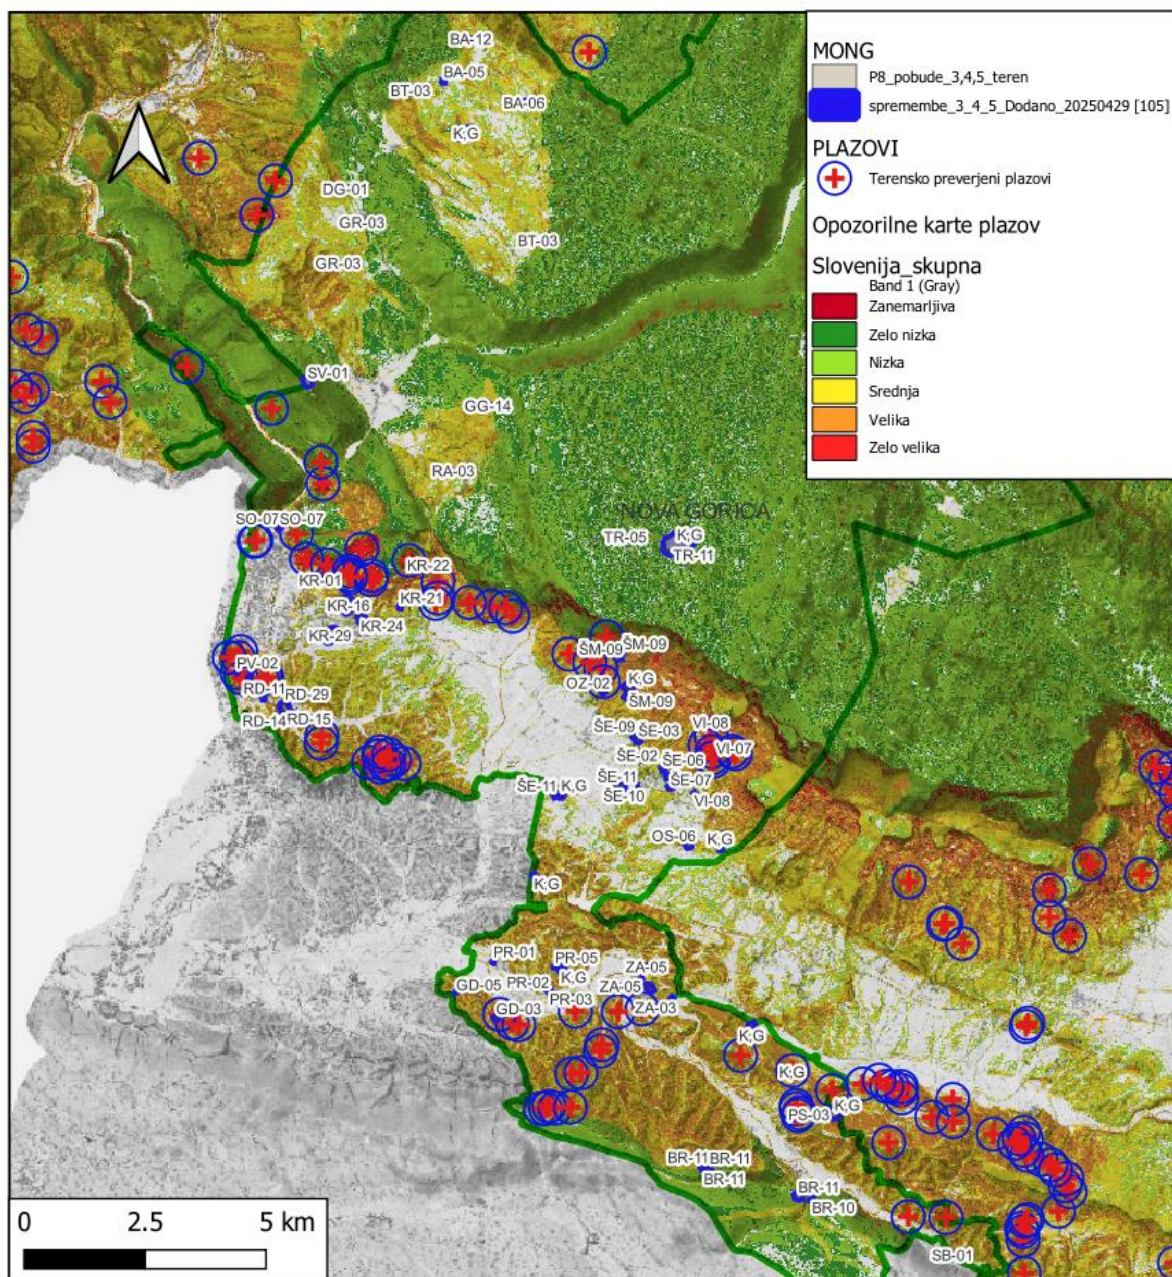 MONG
P8_pobude_3,4,5_teren
spremembe_3_4_5_Dodano_20250429 [105]
PLAZOVI
Terensko preverjeni plazovi
Opozorilne karte plazov
Slovenija_skupna
Band 1 (Gray)
Zanemarljiva
Zelo nizka
Nizka
Srednja
Velika
Zelo velika
BA-12
BA-05
BT-03
BA-06
K,G
DG-01
GR-03
BT-03
GR-03
SV-01
GG-14
RA-03
NOVA GORICA
SO-07 SO-07
TR-05
K,G
TR-11
KR-22
KR-01
KR-16
KR-21
KR-24
KR-29
ŠM-09
ŠM-09
PV-02
OZ-02
K,G
RD-11
RD-29
ŠM-09
RD-14
RD-15
ŠE-09
ŠE-03
VI-08
VI-07
ŠE-02
ŠE-06
ŠE-11
ŠE-07
ŠE-11 K,G
ŠE-10
VI-08
OS-06
K,G
K,G
PR-01
PR-05
K,G
ZA-05
GD-05
PR-02
ZA-05
PR-03
GD-03
ZA-03
K,G
K,G
PS-03
K,G
BR-11 BR-11
BR-11
BR-11
BR-10
SB-01
0 2.5 5 km